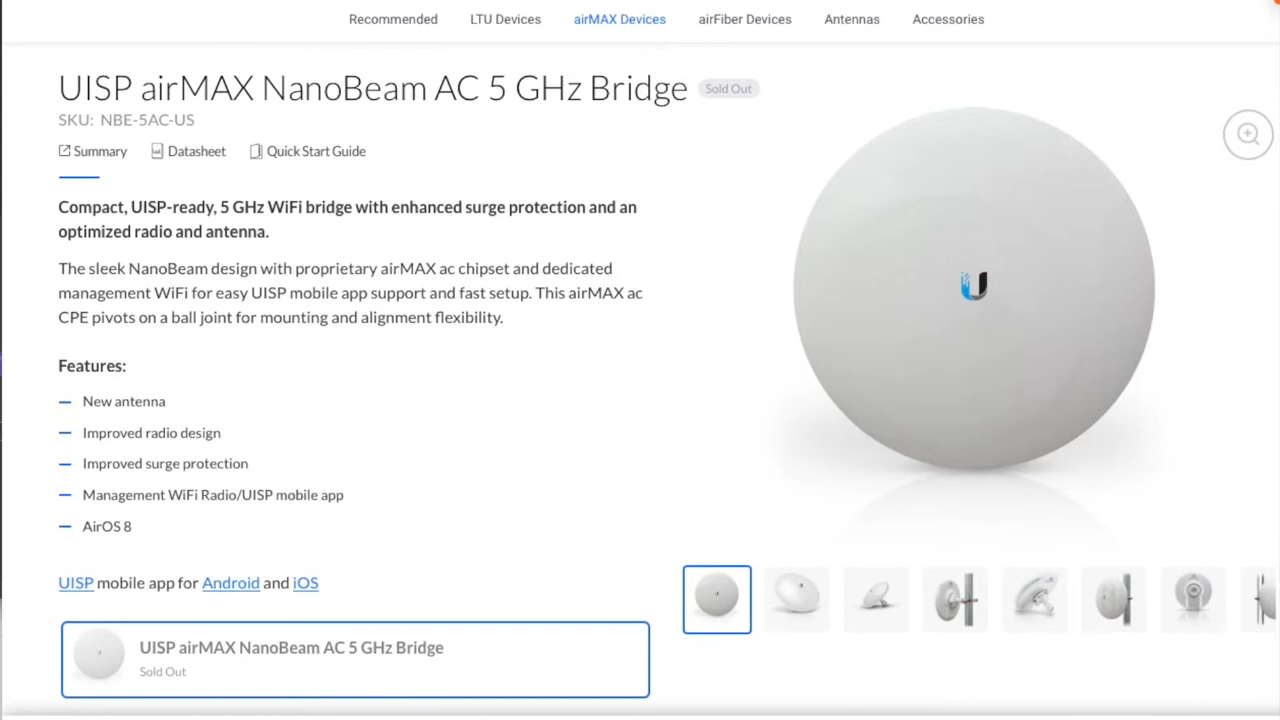 Recommended LTU Devices airMAX Devices airFiber Devices Antennas Accessories
UISP airMAX NanoBeam AC 5 GHz Bridge Sold Out
SKU: NBE-5AC-US
Summary Datasheet Quick Start Guide
Compact, UISP-ready, 5 GHz WiFi bridge with enhanced surge protection and an
optimized radio and antenna.
The sleek NanoBeam design with proprietary airMAX ac chipset and dedicated
management WiFi for easy UISP mobile app support and fast setup. This airMAX ac
CPE pivots on a ball joint for mounting and alignment flexibility.
Features:
New antenna
Improved radio design
Improved surge protection
Management WiFi Radio/UISP mobile app
AirOS 8
UISP mobile app for Android and iOS
UISP airMAX NanoBeam AC 5 GHz Bridge
Sold Out